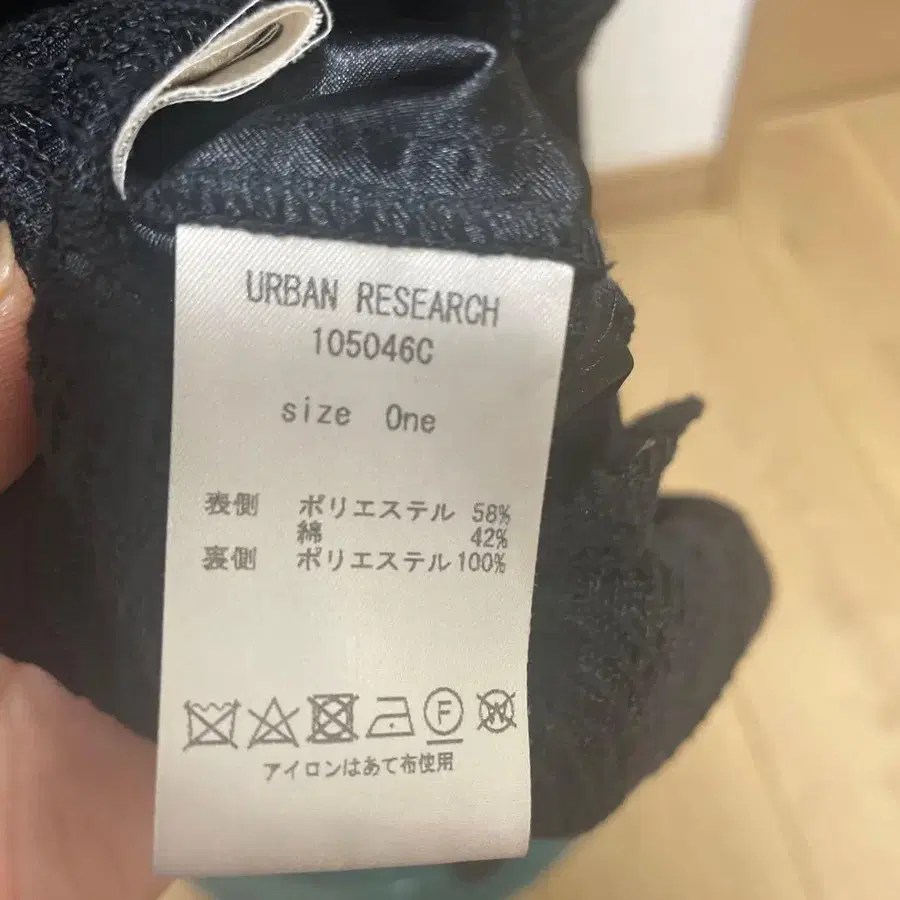 URBAN RESEARCH
105046C
size One
表側 ポリエステル 58%
綿 42%
裏側 ポリエステル 100%
F W
アイロンはあて布使用